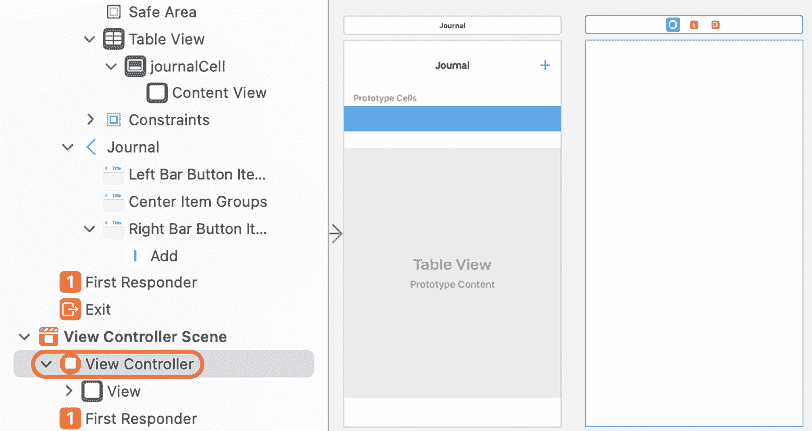 Safe Area
Table View
journalCell
Content View
Constraints
Journal
Left Bar Button Ite...
Center Item Groups
Right Bar Button It...
Add
1 First Responder
Exit
View Controller Scene
View Controller
View
1 First Responder
Journal
Journal +
Prototype Cells
Table View
Prototype Content